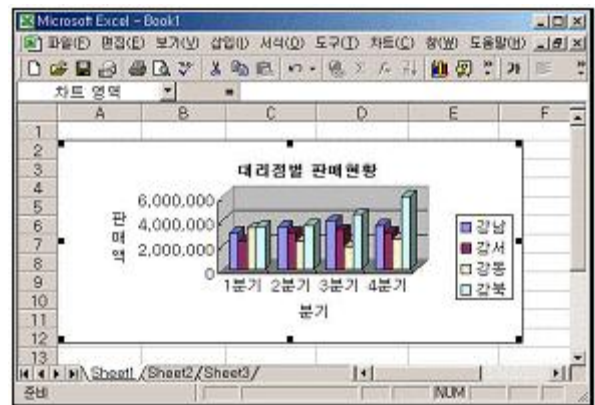 Microsoft Excel - Book1
파일(F) 편집(E) 보기(V) 삽입(I) 서식(O) 도구(T) 차트(C) 창(W) 도움말(H)
차트 영역 =
A B C D E F
1
2
3
4
5
6
7
8
9
10
11
12
13
대리점별 판매현황
6,000,000
4,000,000
2,000,000
0
판매액
1분기 2분기 3분기 4분기
분기
강남
강서
강동
강북
Sheet1 Sheet2 Sheet3
준비 NUM